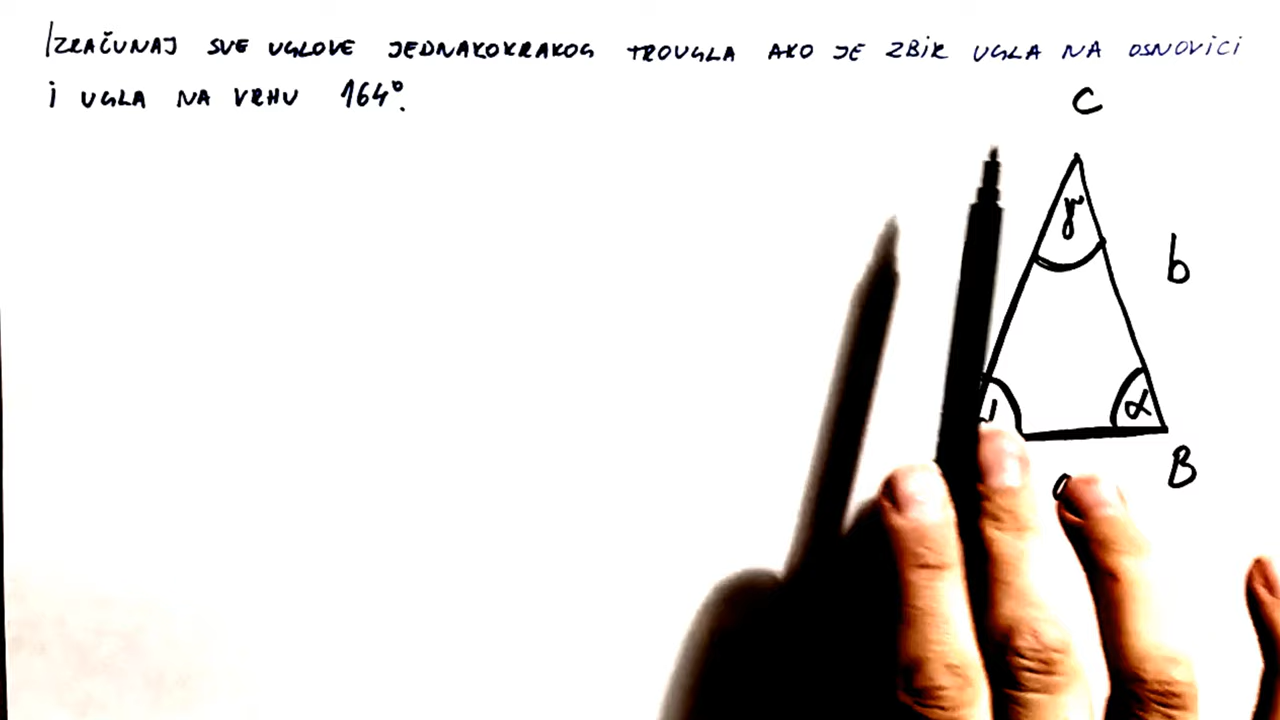 IZRAČUNAJ SVE UGLOVE JEDNAKOKRAKOG TROUGLA AKO JE ZBIR UGLA NA OSNOVICI
I UGLA NA VRHU 164°.
C
γ
b
α
B